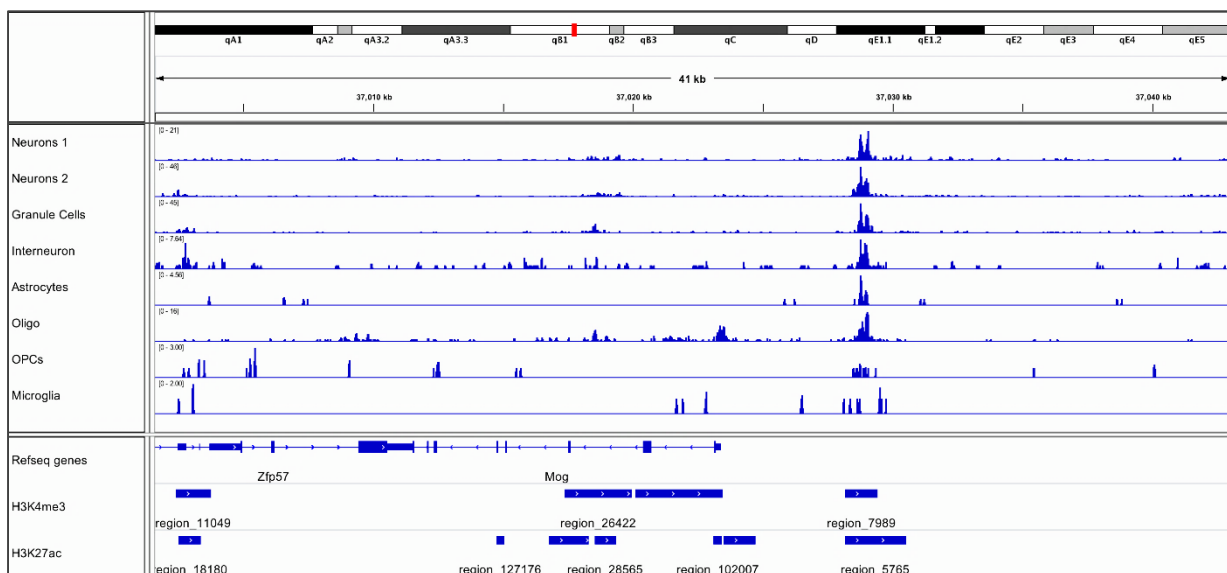 qA1 qA2 qA3.2 qA3.3 qB1 qB2 qB3 qC qD qE1.1 qE1.2 qE2 qE3 qE4 qE5
41 kb
37,010 kb 37,020 kb 37,030 kb 37,040 kb
Neurons 1 [0 - 21]
Neurons 2 [0 - 46]
Granule Cells [0 - 45]
Interneuron [0 - 7.64]
Astrocytes [0 - 4.56]
Oligo [0 - 16]
OPCs [0 - 3.00]
Microglia [0 - 2.00]
Refseq genes
Zfp57 Mog
H3K4me3
region_11049 region_26422 region_7989
H3K27ac
region_18180 region_127176 region_28565 region_102007 region_5765